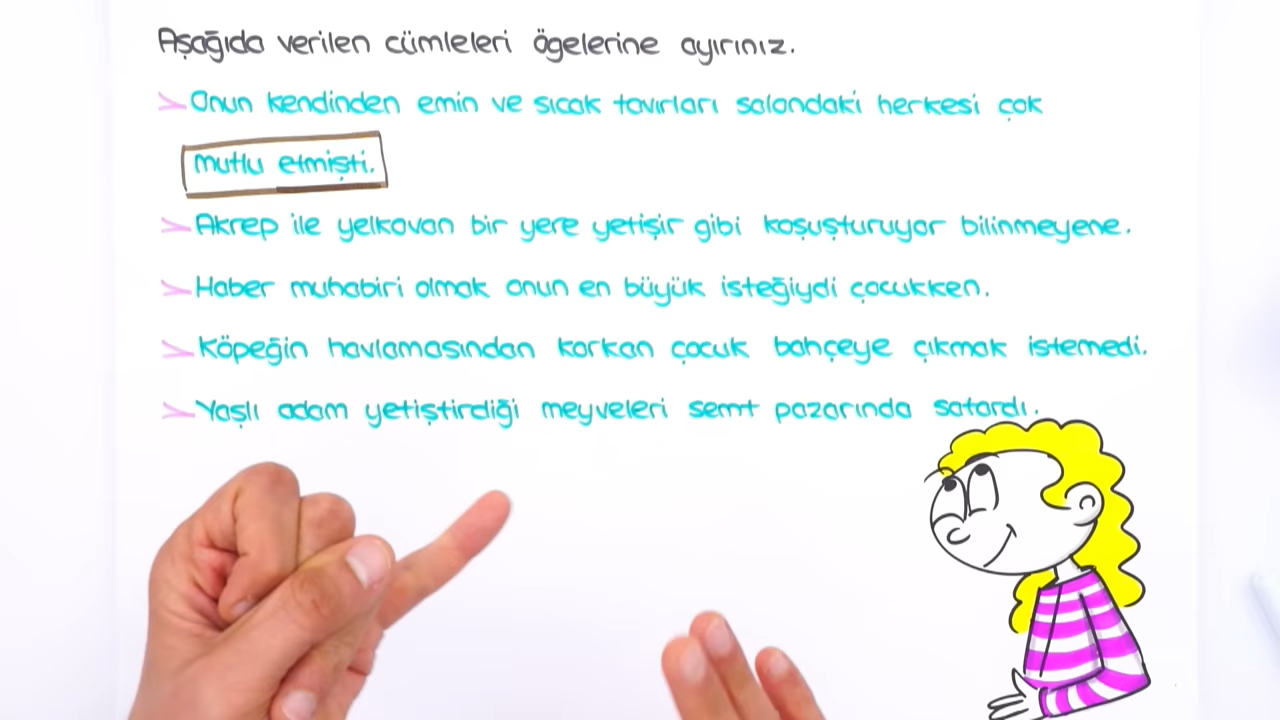 Aşağıda verilen cümleleri ögelerine ayırınız.
Onun kendinden emin ve sıcak tavırları salondaki herkesi çok
mutlu etmişti.
Akrep ile yelkovan bir yere yetişir gibi koşuşturuyor bilinmeyene.
Haber muhabiri olmak onun en büyük isteğiydi çocukken.
Köpeğin havlamasından korkan çocuk bahçeye çıkmak istemedi.
Yaşlı adam yetiştirdiği meyveleri semt pazarında satardı.